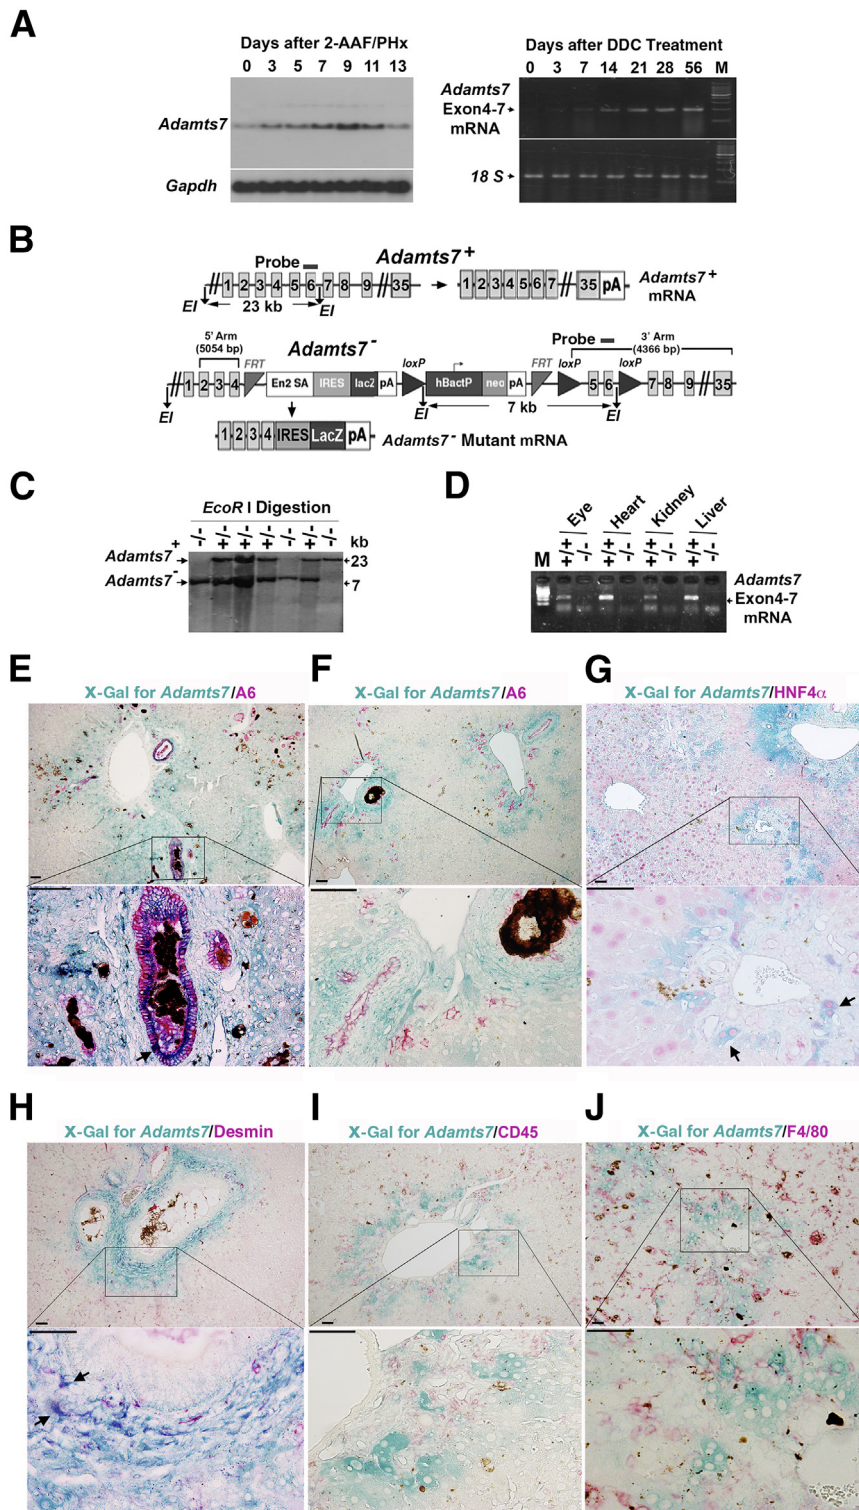 A
Days after 2-AAF/PHx
0 3 5 7 9 11 13
Adamts7
Gapdh
Days after DDC Treatment
0 3 7 14 21 28 56 M
Adamts7
Exon4-7
mRNA
18 S
B
Probe
Adamts7+
1 2 3 4 5 6 7 8 9 35
EI 23 kb EI
1 2 3 4 5 6 7 35 pA
Adamts7+
mRNA
5' Arm
(5054 bp)
Adamts7-
Probe
3' Arm
(4366 bp)
FRT
loxP
FRT
loxP
loxP
1 2 3 4 En2 SA IRES lacZ pA hBactP neo pA 5 6 7 8 9 35
EI
EI 7 kb EI
1 2 3 4 IRES LacZ pA
Adamts7- Mutant mRNA
C
EcoR I Digestion
-/- +/- +/- +/- -/- +/- -/-
kb
Adamts7+
23
Adamts7-
7
D
Eye Heart Kidney Liver
M +/+ -/- +/+ -/- +/+ -/- +/+ -/-
Adamts7
Exon4-7
mRNA
E
X-Gal for Adamts7/A6
F
X-Gal for Adamts7/A6
G
X-Gal for Adamts7/HNF4α
H
X-Gal for Adamts7/Desmin
I
X-Gal for Adamts7/CD45
J
X-Gal for Adamts7/F4/80